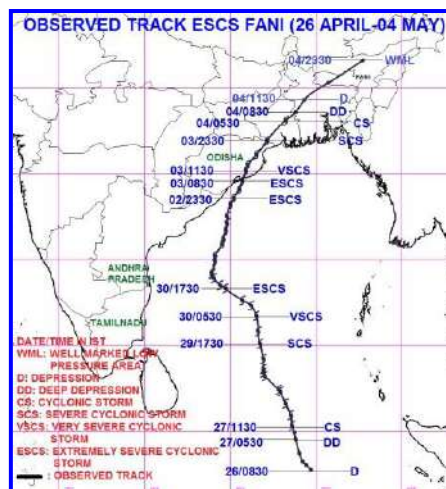 OBSERVED TRACK ESCS FANI (26 APRIL-04 MAY)
04/2330 WML
04/1130 D
04/0830 DD
04/0530 CS
03/2330 SCS
ODISHA
03/1130 VSCS
03/0830 ESCS
02/2330 ESCS
ANDHRA
PRADESH
30/1730 ESCS
TAMILNADU
30/0530 VSCS
DATE/TIME IN IST
29/1730 SCS
WML: WELL MARKED LOW
PRESSURE AREA
D: DEPRESSION
DD: DEEP DEPRESSION
CS: CYCLONIC STORM
SCS: SEVERE CYCLONIC STORM
VSCS: VERY SEVERE CYCLONIC
STORM
27/1130 CS
27/0530 DD
ESCS: EXTREMELY SEVERE CYCLONIC
STORM
26/0830 D
: OBSERVED TRACK